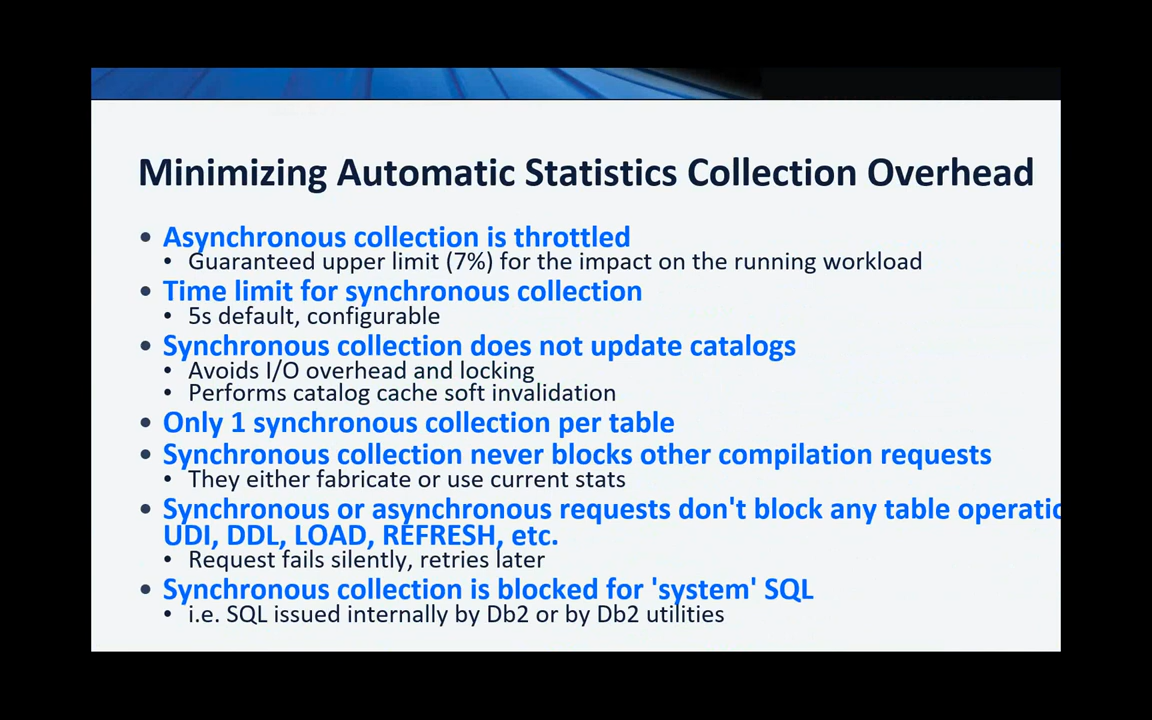 Minimizing Automatic Statistics Collection Overhead
• Asynchronous collection is throttled
• Guaranteed upper limit (7%) for the impact on the running workload
• Time limit for synchronous collection
• 5s default, configurable
• Synchronous collection does not update catalogs
• Avoids I/O overhead and locking
• Performs catalog cache soft invalidation
• Only 1 synchronous collection per table
• Synchronous collection never blocks other compilation requests
• They either fabricate or use current stats
• Synchronous or asynchronous requests don't block any table
UDI, DDL, LOAD, REFRESH, etc.
• Request fails silently, retries later
• Synchronous collection is blocked for 'system' SQL
• i.e. SQL issued internally by Db2 or by Db2 utilities